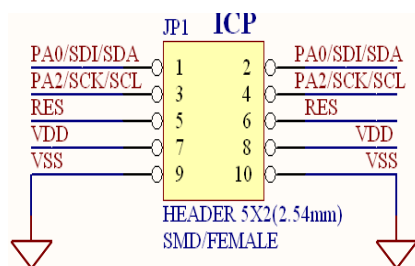 JP1 ICP
PA0/SDI/SDA 1 2 PA0/SDI/SDA
PA2/SCK/SCL 3 4 PA2/SCK/SCL
RES 5 6 RES
VDD 7 8 VDD
VSS 9 10 VSS
HEADER 5X2(2.54mm)
SMD/FEMALE